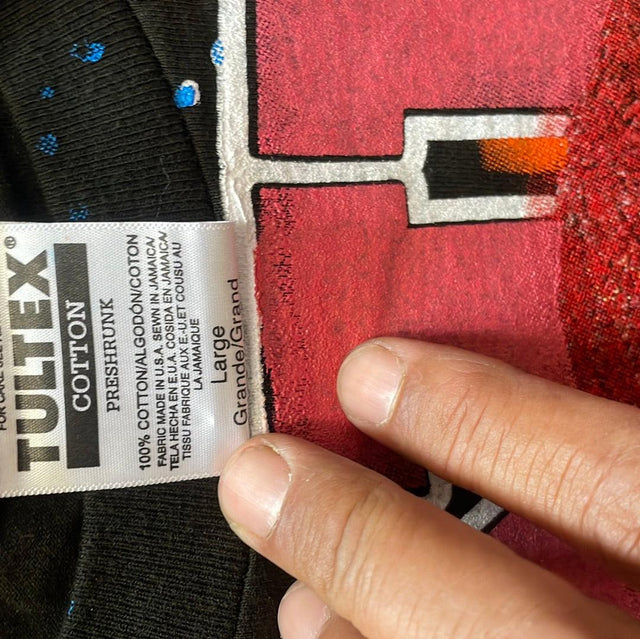 TULTEX®
COTTON
PRESHRUNK
100% COTTON/ALGODÓN/COTON
FABRIC MADE IN U.S.A. SEWN IN JAMAICA/
TELA HECHA EN E.U.A. COSIDA EN JAMAICA/
TISSU FABRIQUE AUX E.-U.ET COUSU AU
LA JAMAIQUE
Large
Grande/Grand